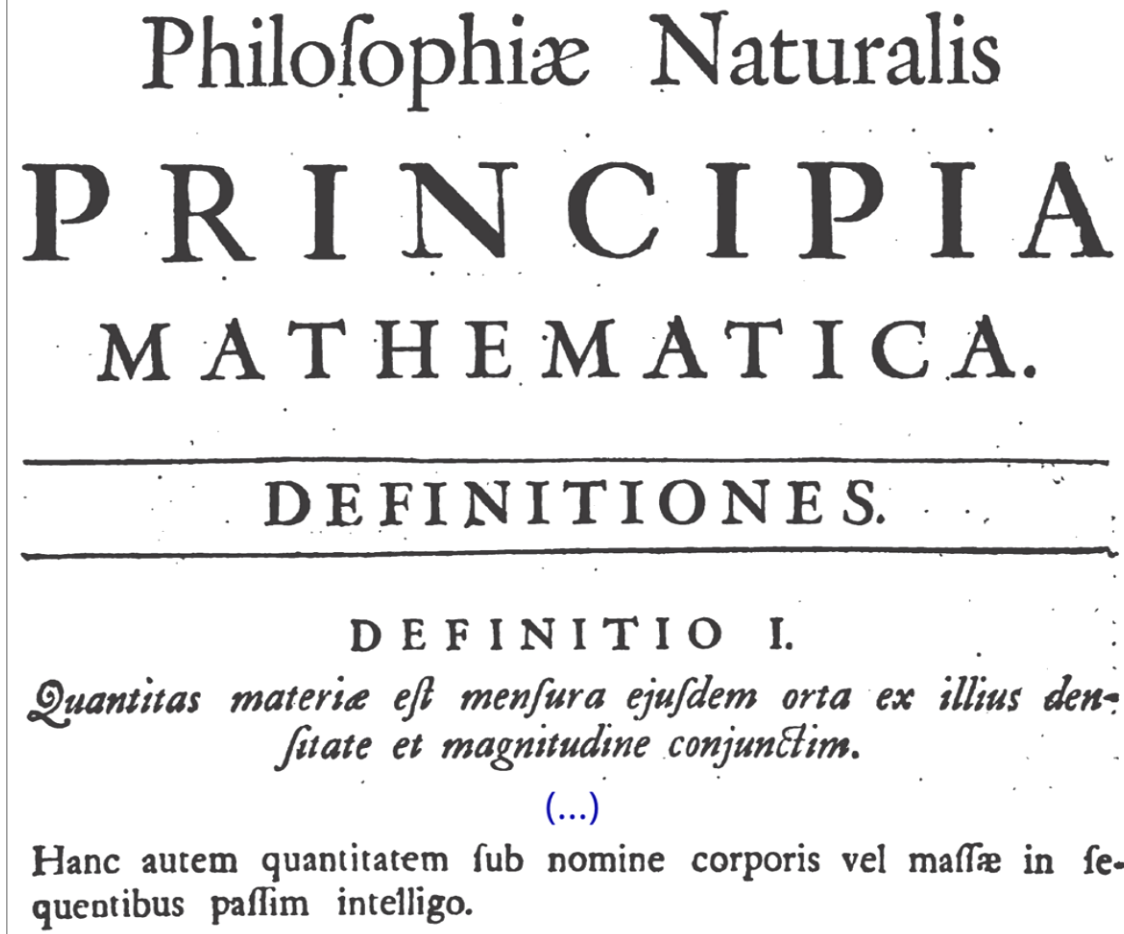 Philoſophiæ Naturalis
PRINCIPIA
MATHEMATICA.
DEFINITIONES.
DEFINITIO I.
Quantitas materiæ eſt menſura ejuſdem orta ex illius den-
ſitate et magnitudine conjunctim.
(...)
Hanc autem quantitatem ſub nomine corporis vel maſſæ in ſe-
quentibus paſſim intelligo.